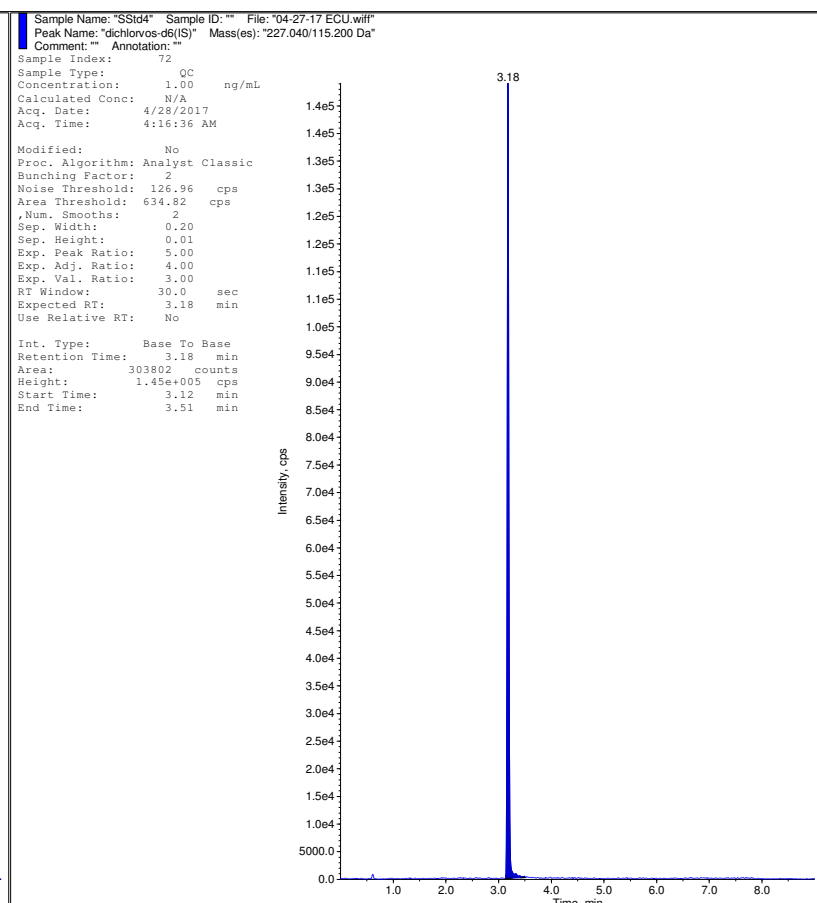 Sample Name: "SStd4" Sample ID: "" File: "04-27-17 ECU.wiff"
Peak Name: "dichlorvos-d6(IS)" Mass(es): "227.040/115.200 Da"
Comment: "" Annotation: ""
Sample Index: 72
Sample Type: QC
Concentration: 1.00 ng/mL
Calculated Conc: N/A
Acq. Date: 4/28/2017
Acq. Time: 4:16:36 AM
Modified: No
Proc. Algorithm: Analyst Classic
Bunching Factor: 2
Noise Threshold: 126.96 cps
Area Threshold: 634.82 cps
,Num. Smooths: 2
Sep. Width: 0.20
Sep. Height: 0.01
Exp. Peak Ratio: 5.00
Exp. Adj. Ratio: 4.00
Exp. Val. Ratio: 3.00
RT Window: 30.0 sec
Expected RT: 3.18 min
Use Relative RT: No
Int. Type: Base To Base
Retention Time: 3.18 min
Area: 303802 counts
Height: 1.45e+005 cps
Start Time: 3.12 min
End Time: 3.51 min
3.18
1.4e5
1.4e5
1.3e5
1.3e5
1.2e5
1.2e5
1.1e5
1.1e5
1.0e5
9.5e4
9.0e4
8.5e4
8.0e4
7.5e4
7.0e4
6.5e4
6.0e4
5.5e4
5.0e4
4.5e4
4.0e4
3.5e4
3.0e4
2.5e4
2.0e4
1.5e4
1.0e4
5000.0
0.0
Intensity, cps
1.0 2.0 3.0 4.0 5.0 6.0 7.0 8.0
Time, min